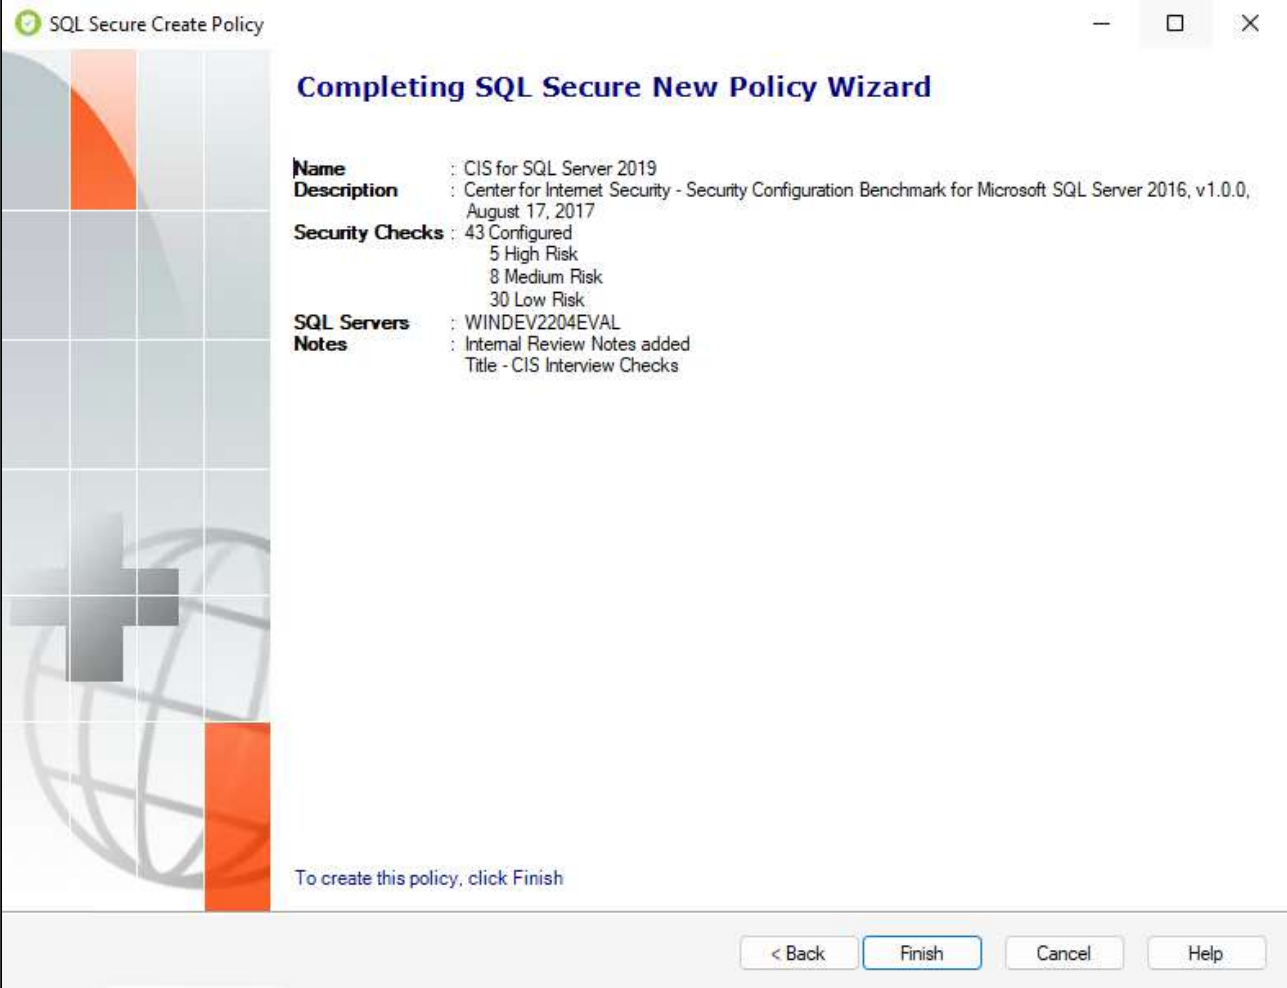 SQL Secure Create Policy
Completing SQL Secure New Policy Wizard
Name : CIS for SQL Server 2019
Description : Center for Internet Security - Security Configuration Benchmark for Microsoft SQL Server 2016, v1.0.0,
August 17, 2017
Security Checks : 43 Configured
5 High Risk
8 Medium Risk
30 Low Risk
SQL Servers : WINDEV2204EVAL
Notes : Internal Review Notes added
Title - CIS Interview Checks
To create this policy, click Finish
< Back Finish Cancel Help